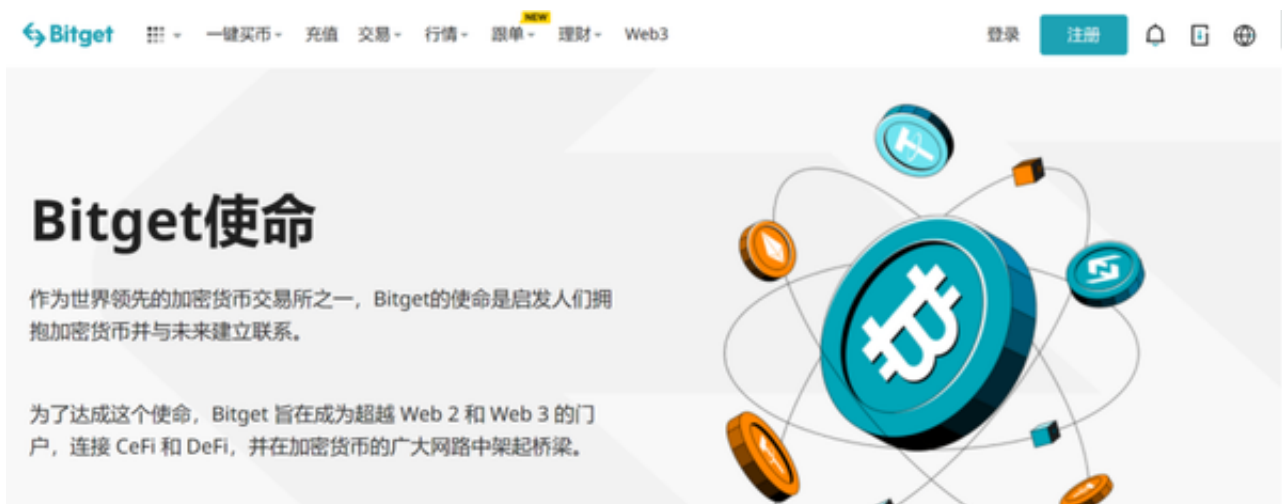 Bitget 一键买币 充值 交易 行情 跟单 NEW 理财 Web3 登录 注册
Bitget使命
作为世界领先的加密货币交易所之一，Bitget的使命是启发人们拥
抱加密货币并与未来建立联系。
为了达成这个使命，Bitget 旨在成为超越 Web 2 和 Web 3 的门
户，连接 CeFi 和 DeFi，并在加密货币的广大网路中架起桥梁。